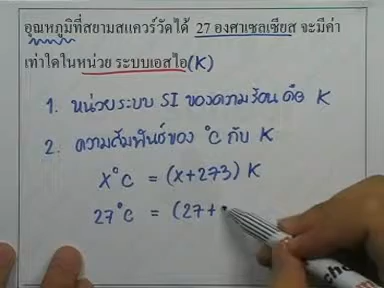 อุณหภูมิที่สยามสแควร์วัดได้ 27 องศาเซลเซียส จะมีค่า
เท่าใดในหน่วย ระบบเอสไอ (K)
1. หน่วยระบบ SI ของความร้อน คือ K
2. ความสัมพันธ์ของ °C กับ K
x°C = (x+273) K
27°C = (27+